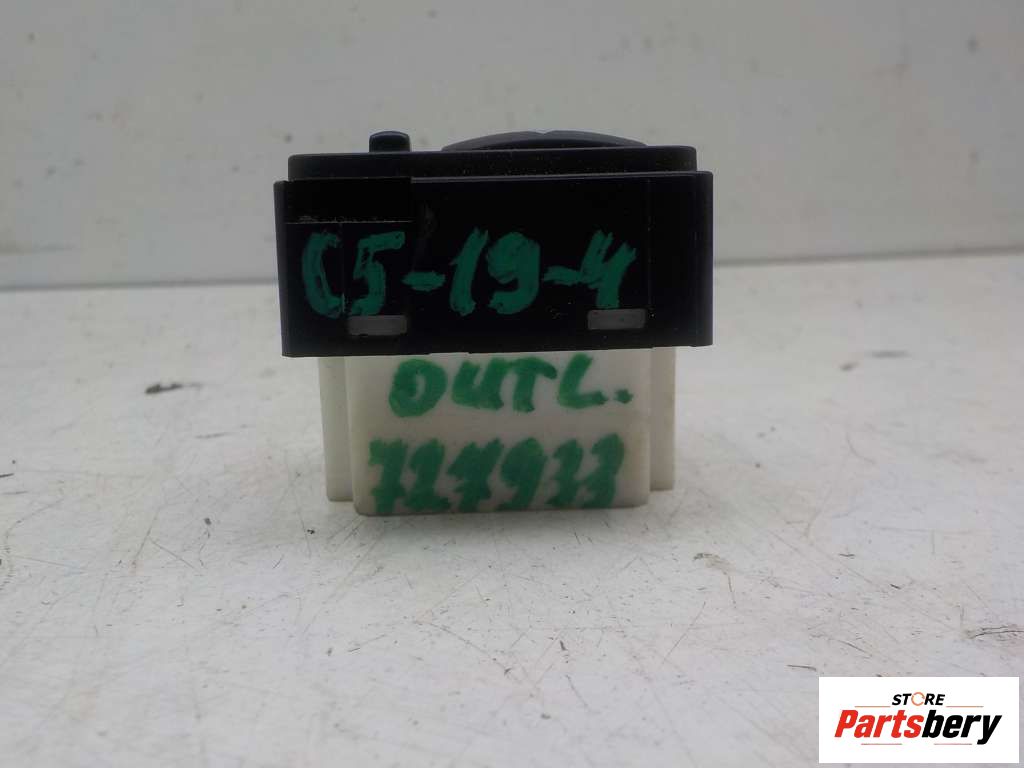 C5-19-4
OUTL.
727933
STORE
Partsbery